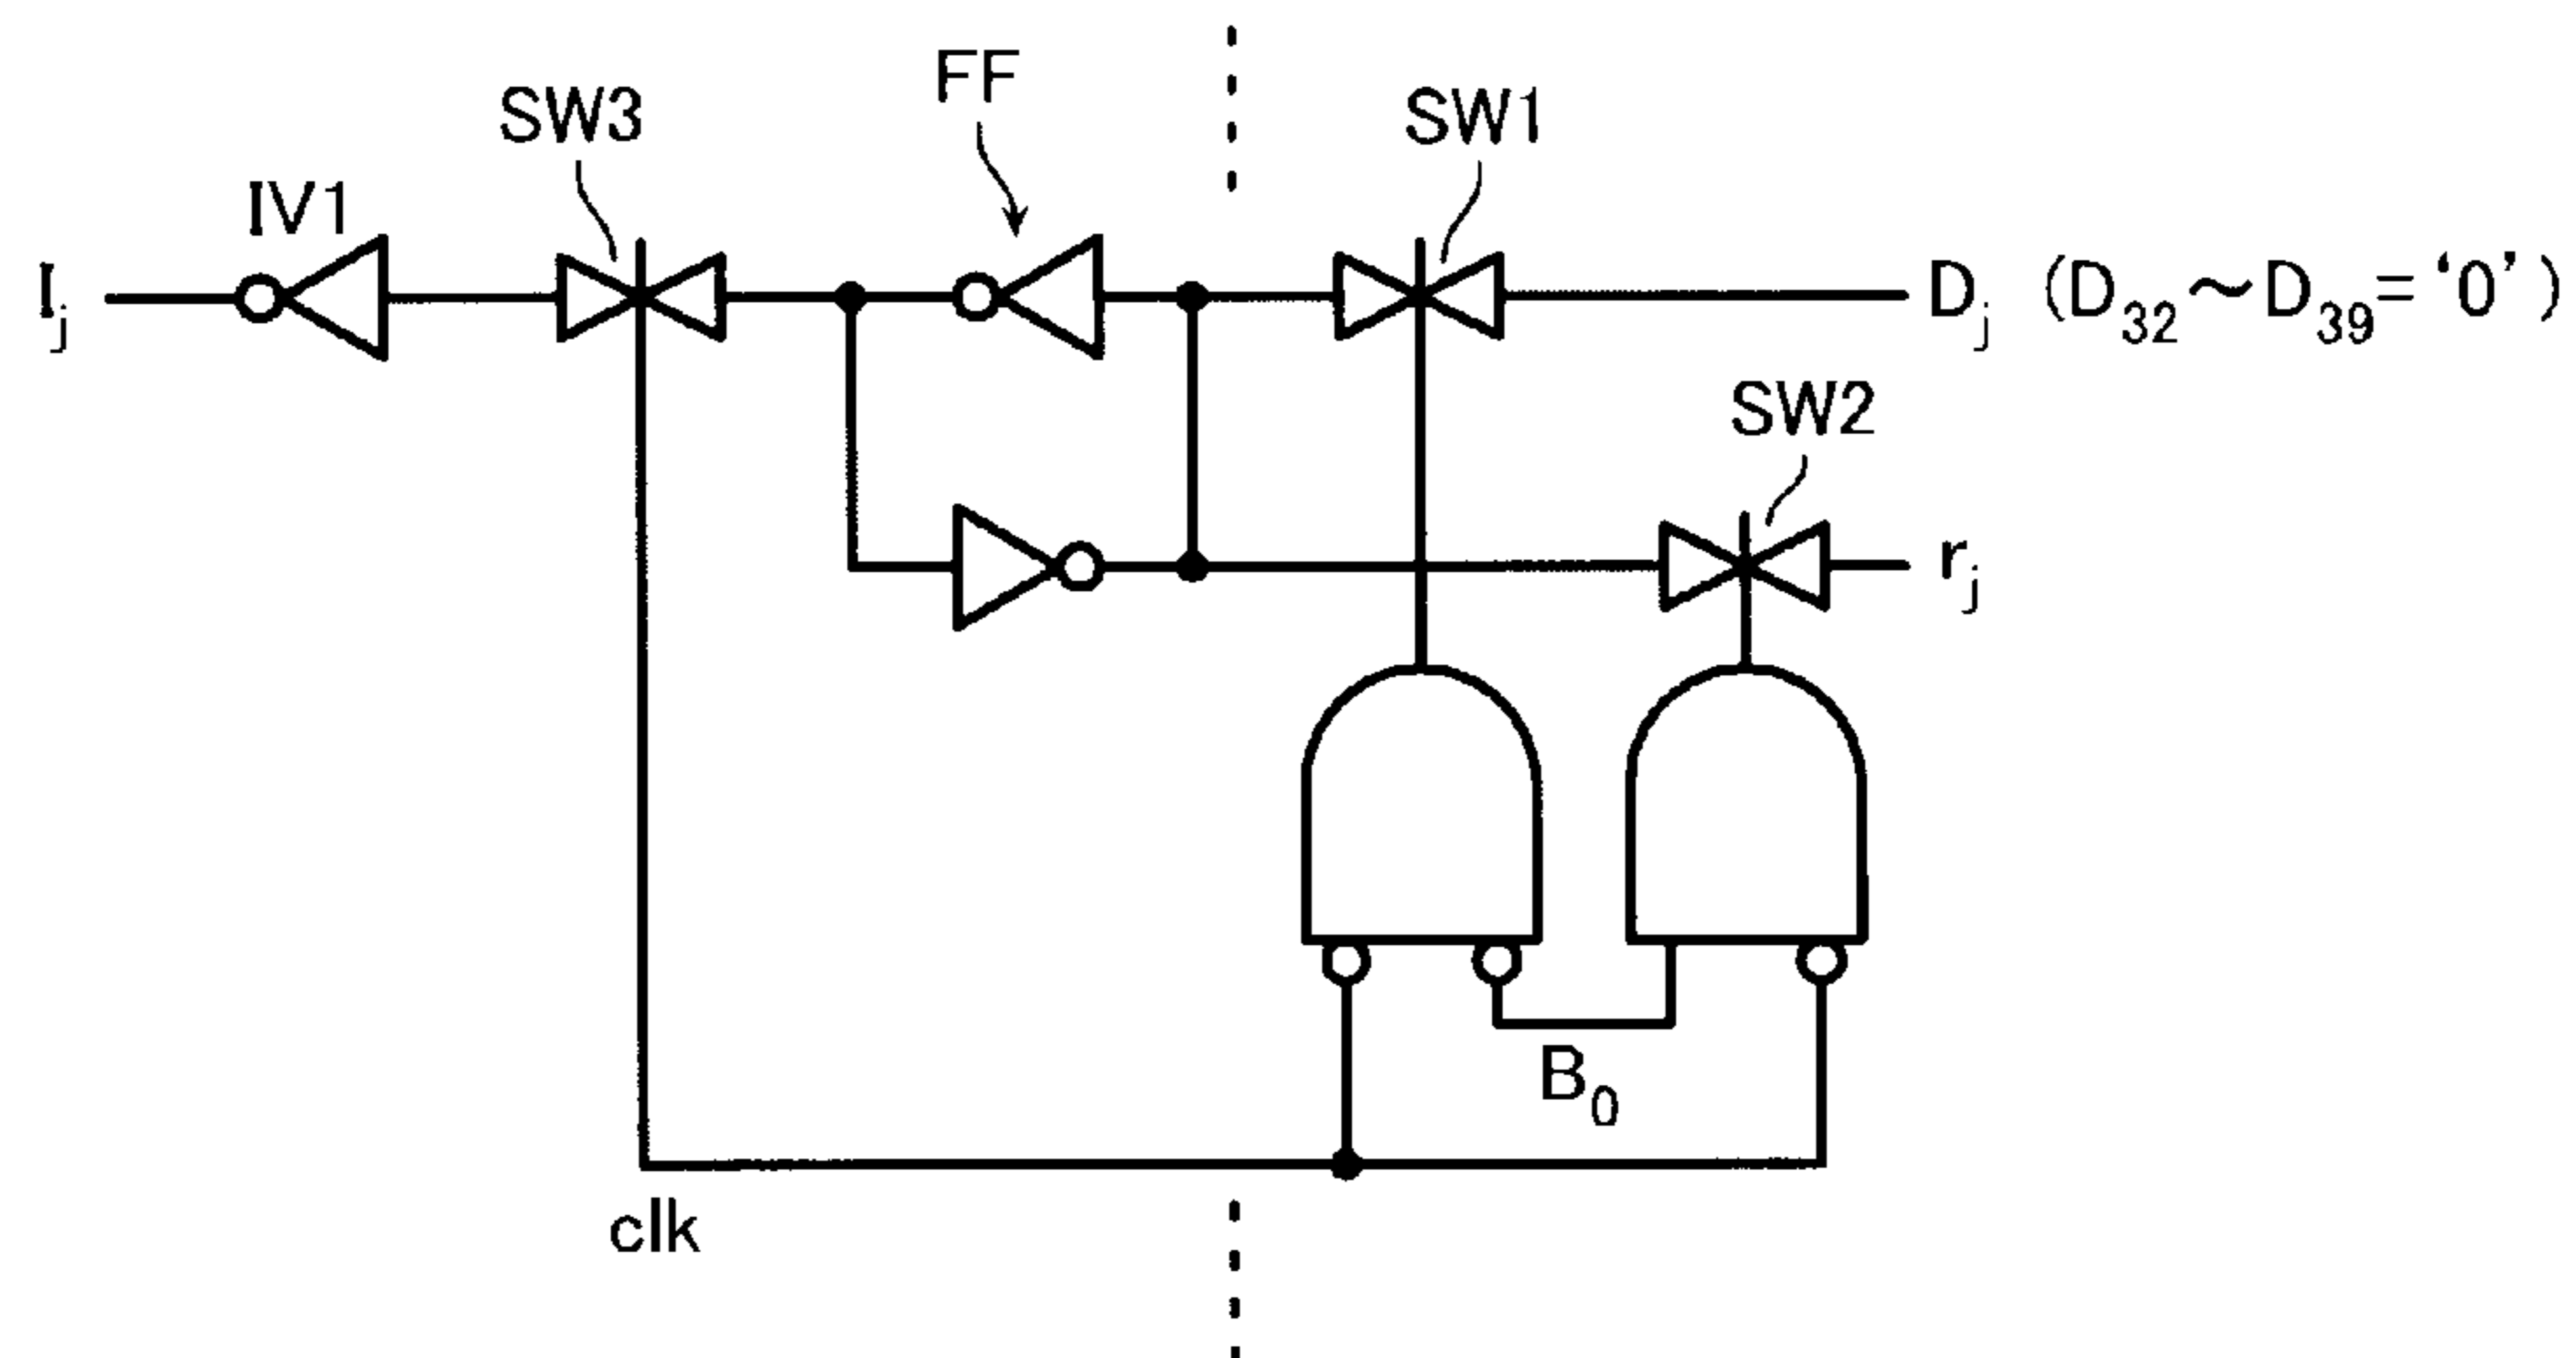 FF
SW3
SW1
IV1
Iⱼ
Dⱼ (D₃₂~D₃₉=‘0’)
SW2
rⱼ
B₀
clk